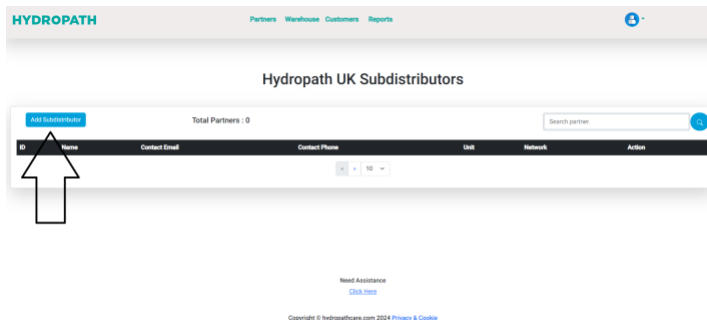 HYDROPATH
Partners Warehouse Customers Reports
Hydropath UK Subdistributors
Add Subdistributor
Total Partners : 0
Search partner.
ID Name Contact Email Contact Phone Unit Network Action
« » 10
Need Assistance
Click Here
Copyright © hydropathcare.com 2024 Privacy & Cookie